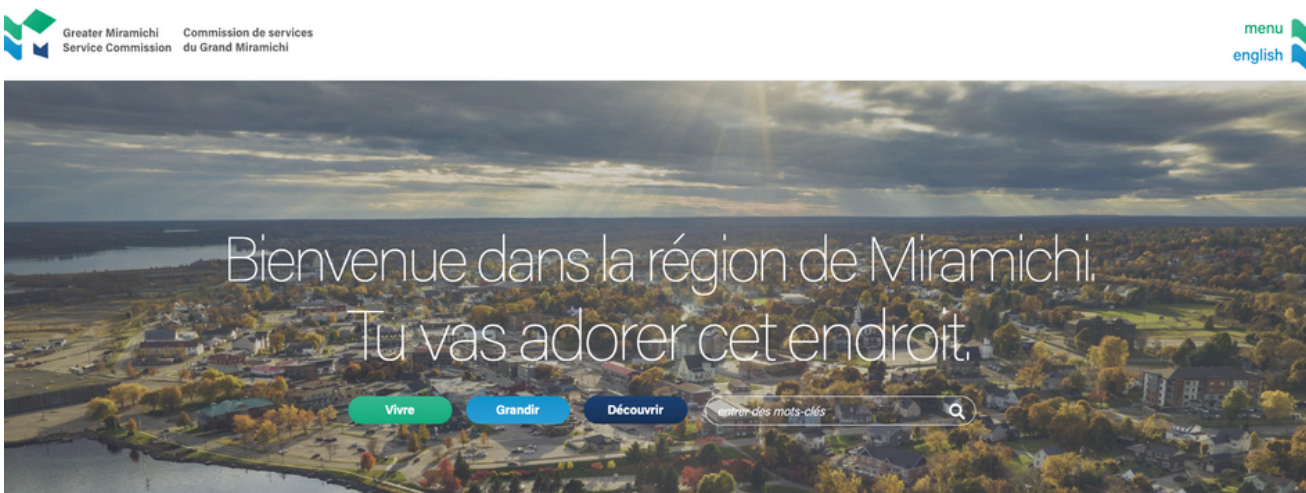 Greater Miramichi
Service Commission
Commission de services
du Grand Miramichi
menu
english
Bienvenue dans la région de Miramichi.
Tu vas adorer cet endroit.
Vivre
Grandir
Découvrir
entrer des mots-clés